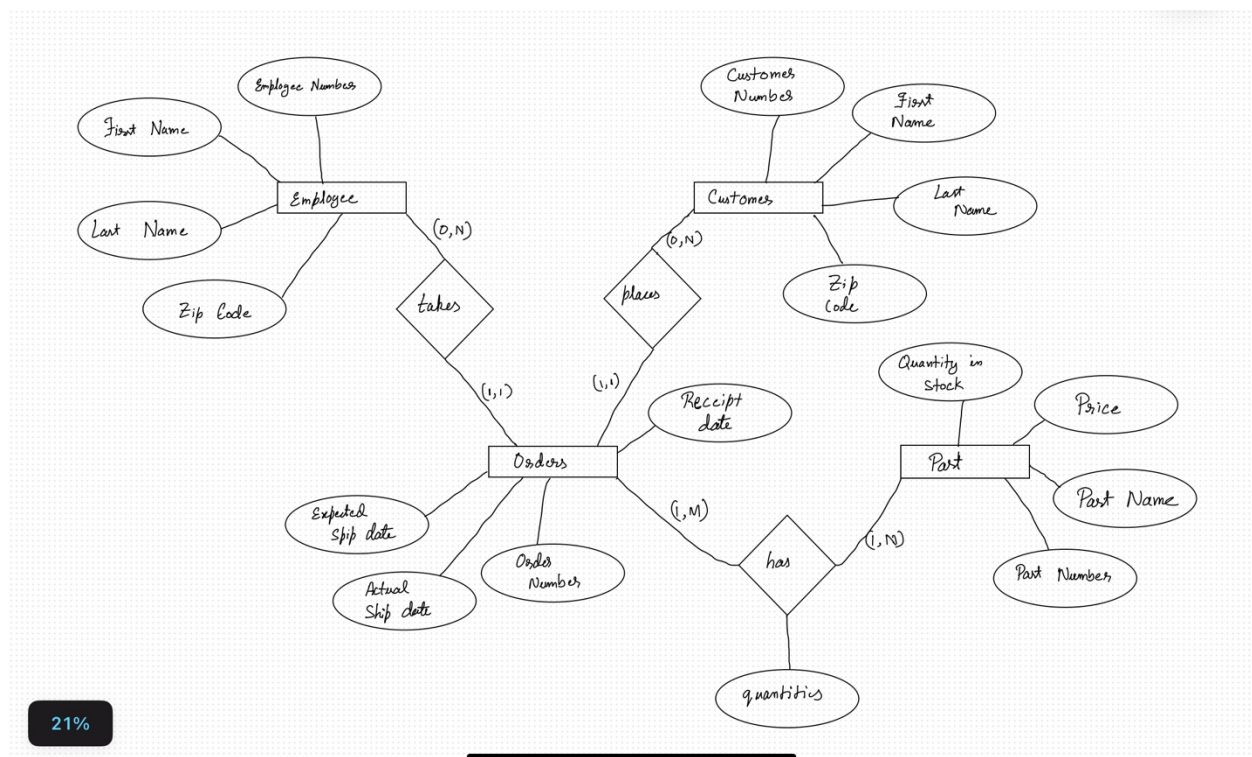 Employee Number
First Name
Employee
Last Name
Zip Code
(0,N)
takes
(1,1)
Customer
Number
First
Name
Customer
Last
Name
Zip
Code
(0,N)
places
(1,1)
Orders
Receipt
date
Expected
Ship date
Actual
Ship date
Order
Number
(1,M)
has
(1,N)
quantities
Quantity in
Stock
Price
Part
Part Name
Part Number
21%